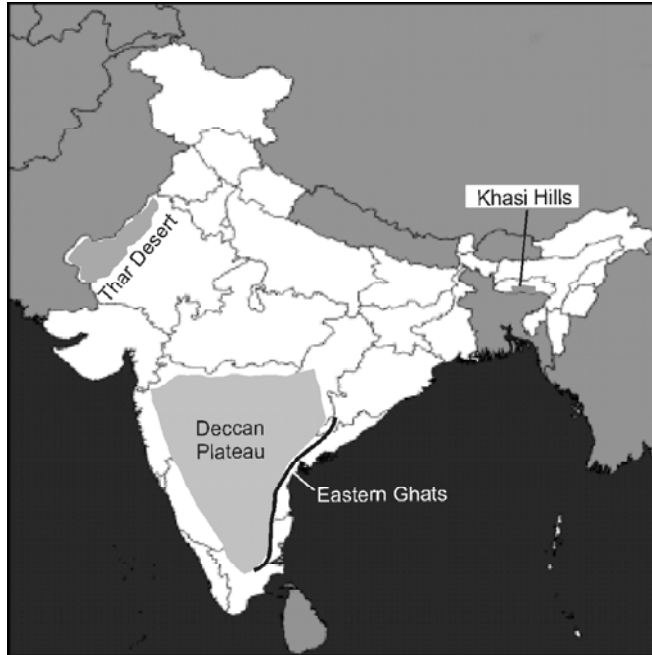 Khasi Hills
Thar Desert
Deccan
Plateau
Eastern Ghats